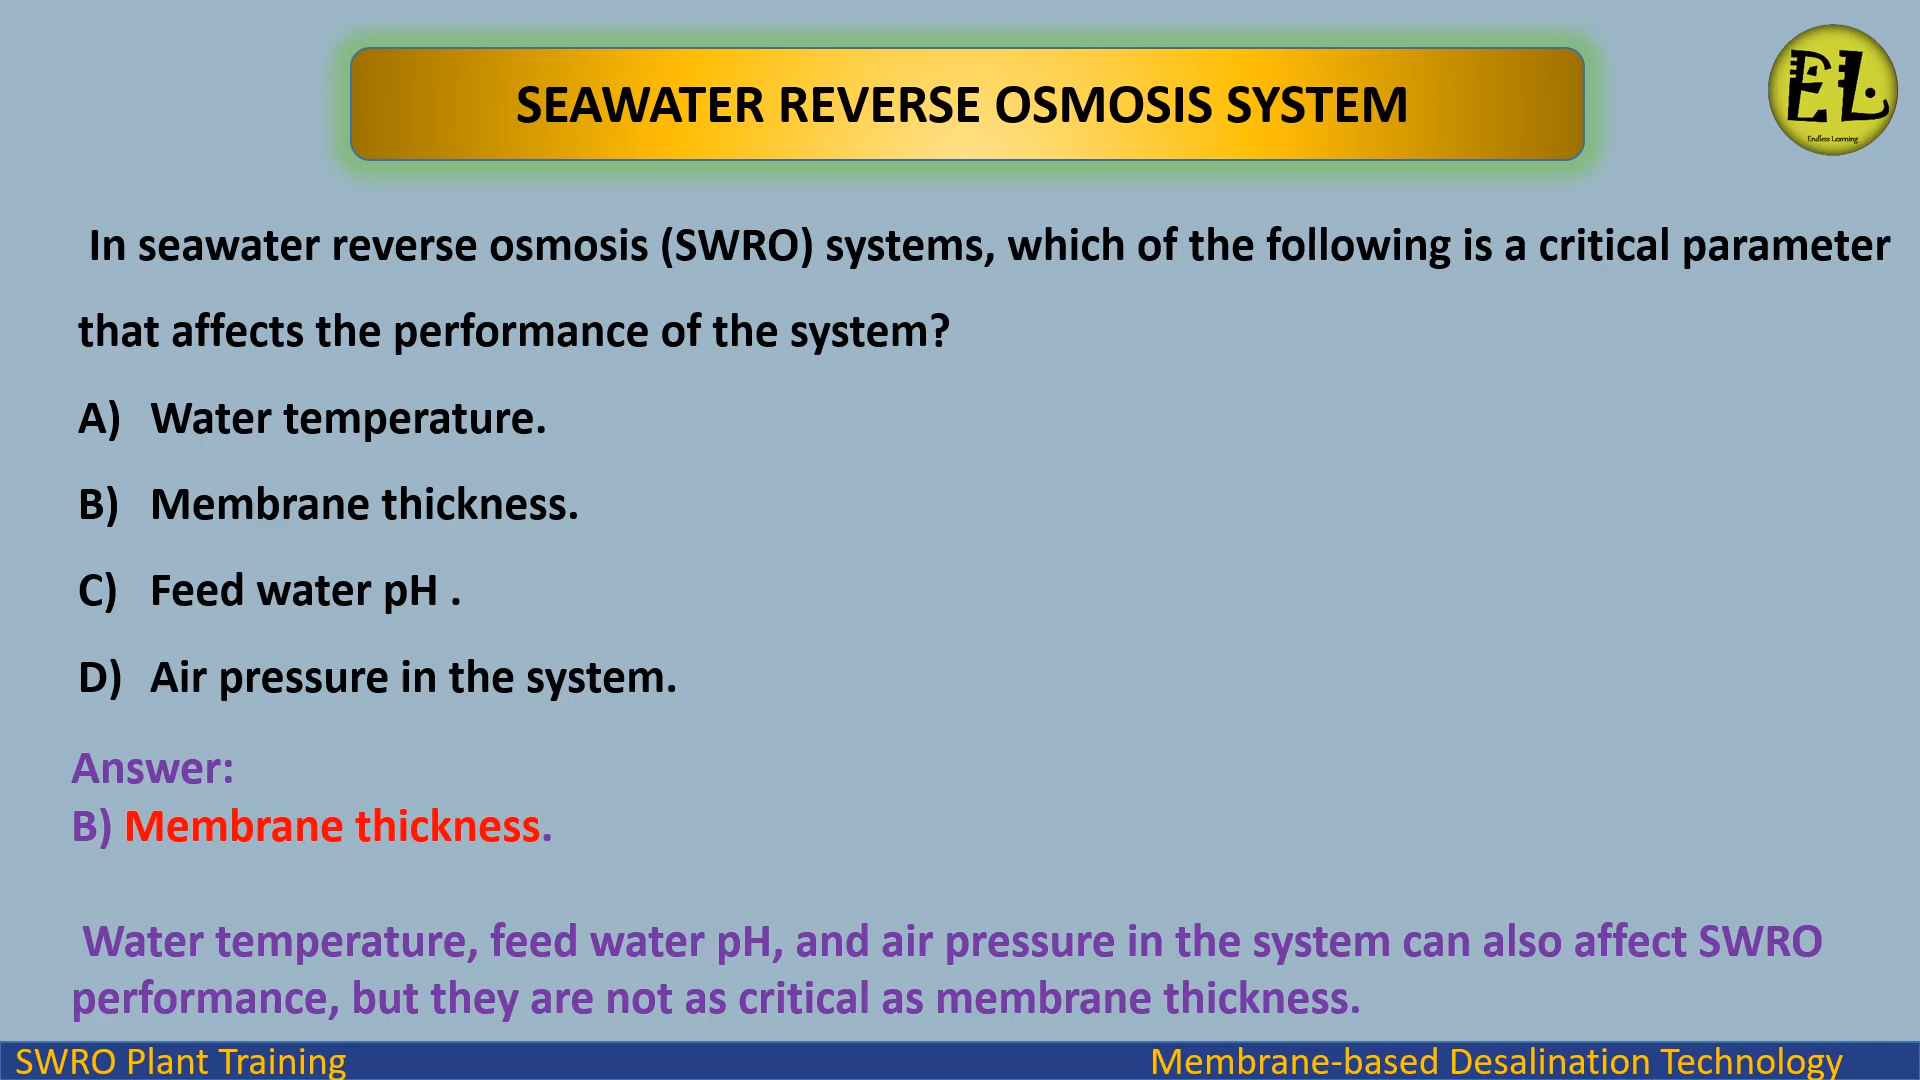 SEAWATER REVERSE OSMOSIS SYSTEM
EL
Endless Learning
In seawater reverse osmosis (SWRO) systems, which of the following is a critical parameter
that affects the performance of the system?
A) Water temperature.
B) Membrane thickness.
C) Feed water pH .
D) Air pressure in the system.
Answer:
B) Membrane thickness.
Water temperature, feed water pH, and air pressure in the system can also affect SWRO
performance, but they are not as critical as membrane thickness.
SWRO Plant Training
Membrane-based Desalination Technology